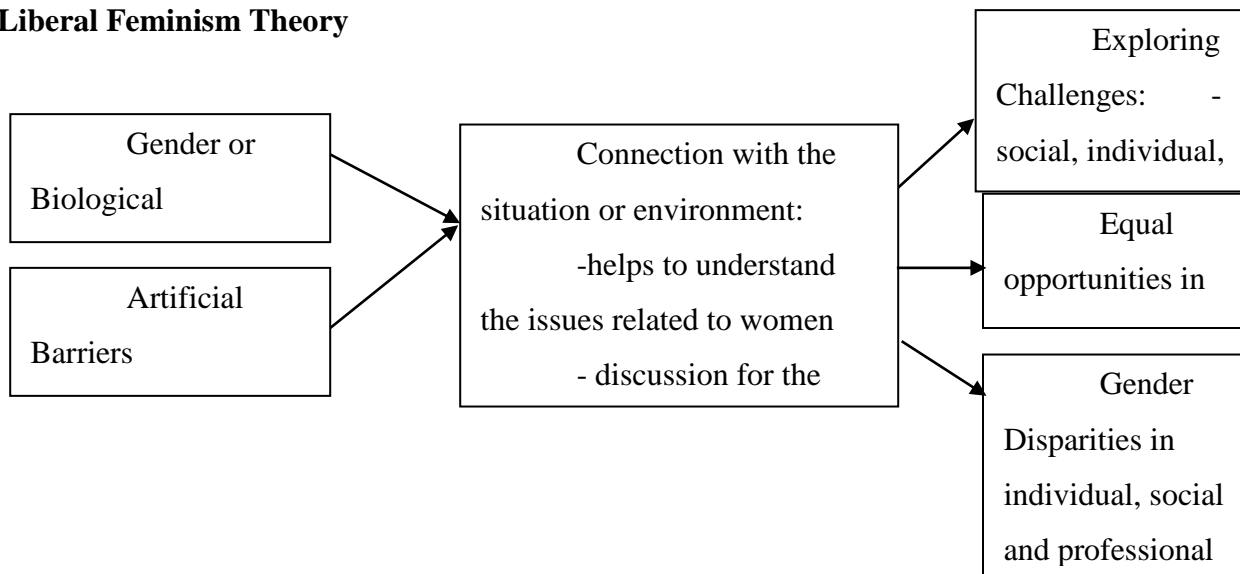 Liberal Feminism Theory
Gender or
Biological
Artificial
Barriers
Connection with the
situation or environment:
-helps to understand
the issues related to women
- discussion for the
Exploring
Challenges: -
social, individual,
Equal
opportunities in
Gender
Disparities in
individual, social
and professional